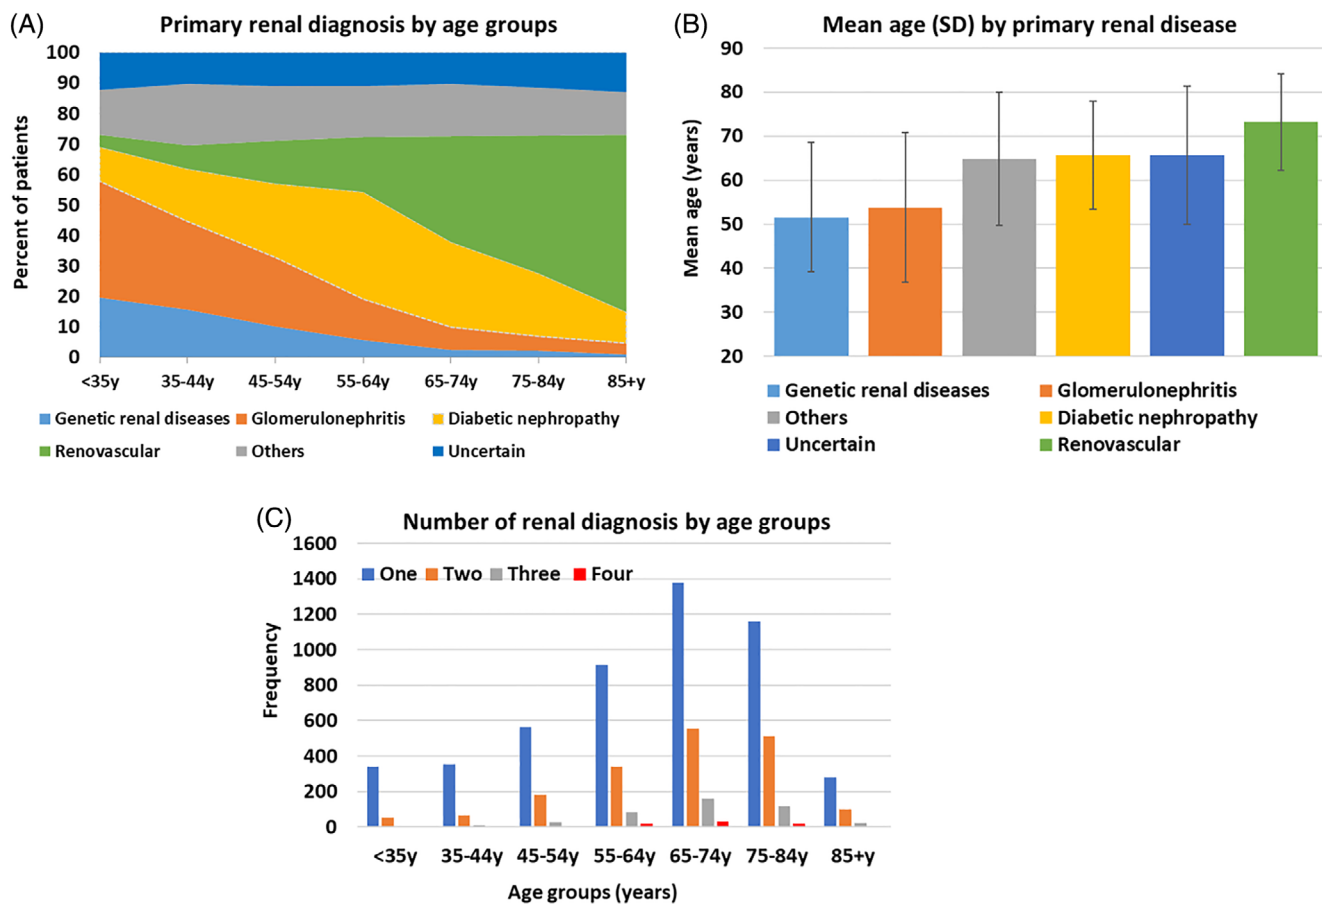 (A)
Primary renal diagnosis by age groups
Percent of patients
100
90
80
70
60
50
40
30
20
10
0
<35y 35-44y 45-54y 55-64y 65-74y 75-84y 85+y
Genetic renal diseases Glomerulonephritis Diabetic nephropathy
Renovascular Others Uncertain
(B)
Mean age (SD) by primary renal disease
Mean age (years)
90
80
70
60
50
40
30
20
Genetic renal diseases Glomerulonephritis
Others Diabetic nephropathy
Uncertain Renovascular
(C)
Number of renal diagnosis by age groups
Frequency
1600
1400
1200
1000
800
600
400
200
0
One Two Three Four
<35y 35-44y 45-54y 55-64y 65-74y 75-84y 85+y
Age groups (years)